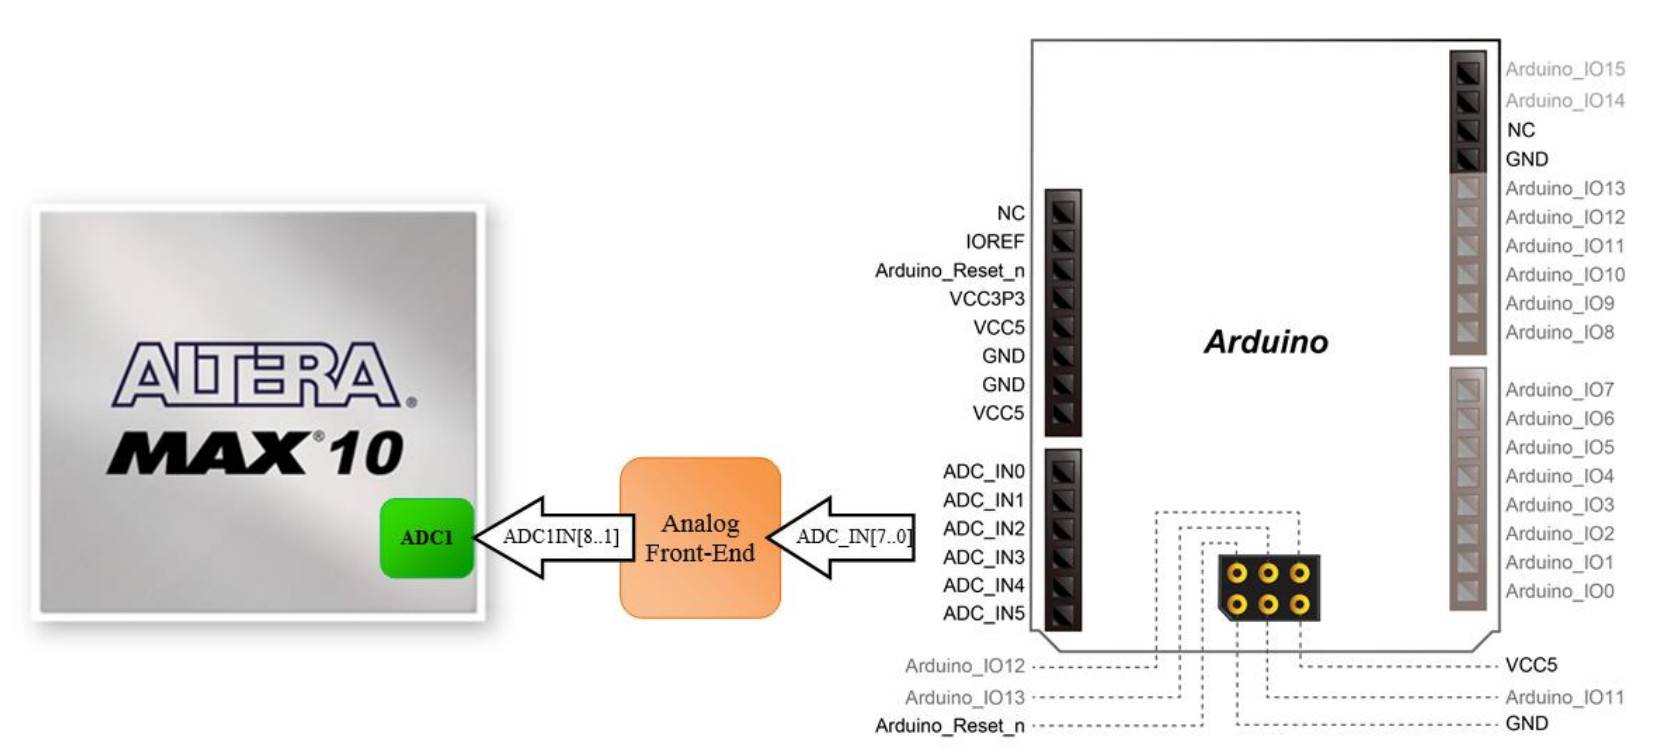 ALTERA®
MAX®10
ADC1
ADC1IN[8..1]
Analog
Front-End
ADC_IN[7..0]
NC
IOREF
Arduino_Reset_n
VCC3P3
VCC5
GND
GND
VCC5
ADC_IN0
ADC_IN1
ADC_IN2
ADC_IN3
ADC_IN4
ADC_IN5
Arduino
Arduino_IO15
Arduino_IO14
NC
GND
Arduino_IO13
Arduino_IO12
Arduino_IO11
Arduino_IO10
Arduino_IO9
Arduino_IO8
Arduino_IO7
Arduino_IO6
Arduino_IO5
Arduino_IO4
Arduino_IO3
Arduino_IO2
Arduino_IO1
Arduino_IO0
Arduino_IO12
Arduino_IO13
Arduino_Reset_n
VCC5
Arduino_IO11
GND